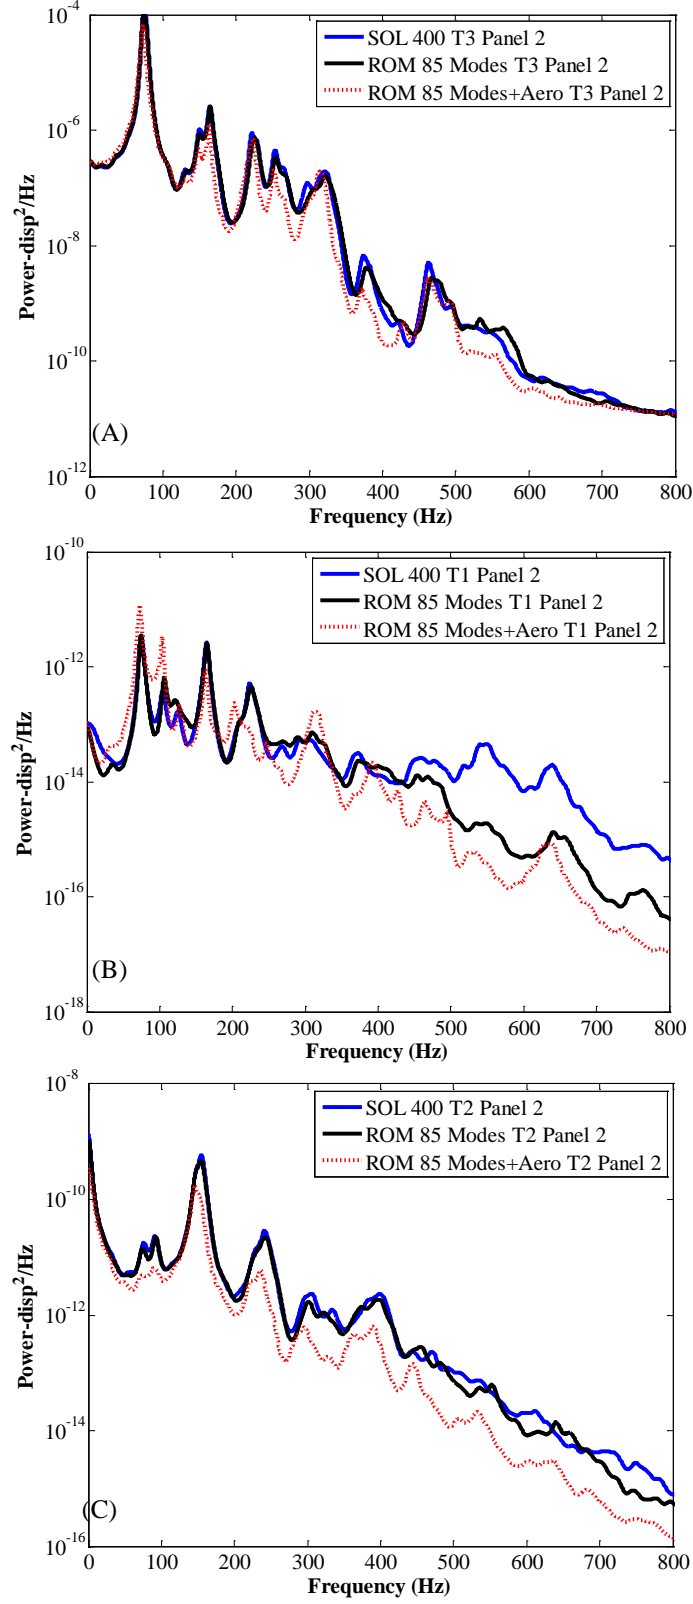 10^-4
SOL 400 T3 Panel 2
ROM 85 Modes T3 Panel 2
ROM 85 Modes+Aero T3 Panel 2
10^-6
10^-8
10^-10
10^-12
Power-disp^2/Hz
(A)
0 100 200 300 400 500 600 700 800
Frequency (Hz)
10^-10
SOL 400 T1 Panel 2
ROM 85 Modes T1 Panel 2
ROM 85 Modes+Aero T1 Panel 2
10^-12
10^-14
10^-16
10^-18
Power-disp^2/Hz
(B)
0 100 200 300 400 500 600 700 800
Frequency (Hz)
10^-8
SOL 400 T2 Panel 2
ROM 85 Modes T2 Panel 2
ROM 85 Modes+Aero T2 Panel 2
10^-10
10^-12
10^-14
10^-16
Power-disp^2/Hz
(C)
0 100 200 300 400 500 600 700 800
Frequency (Hz)